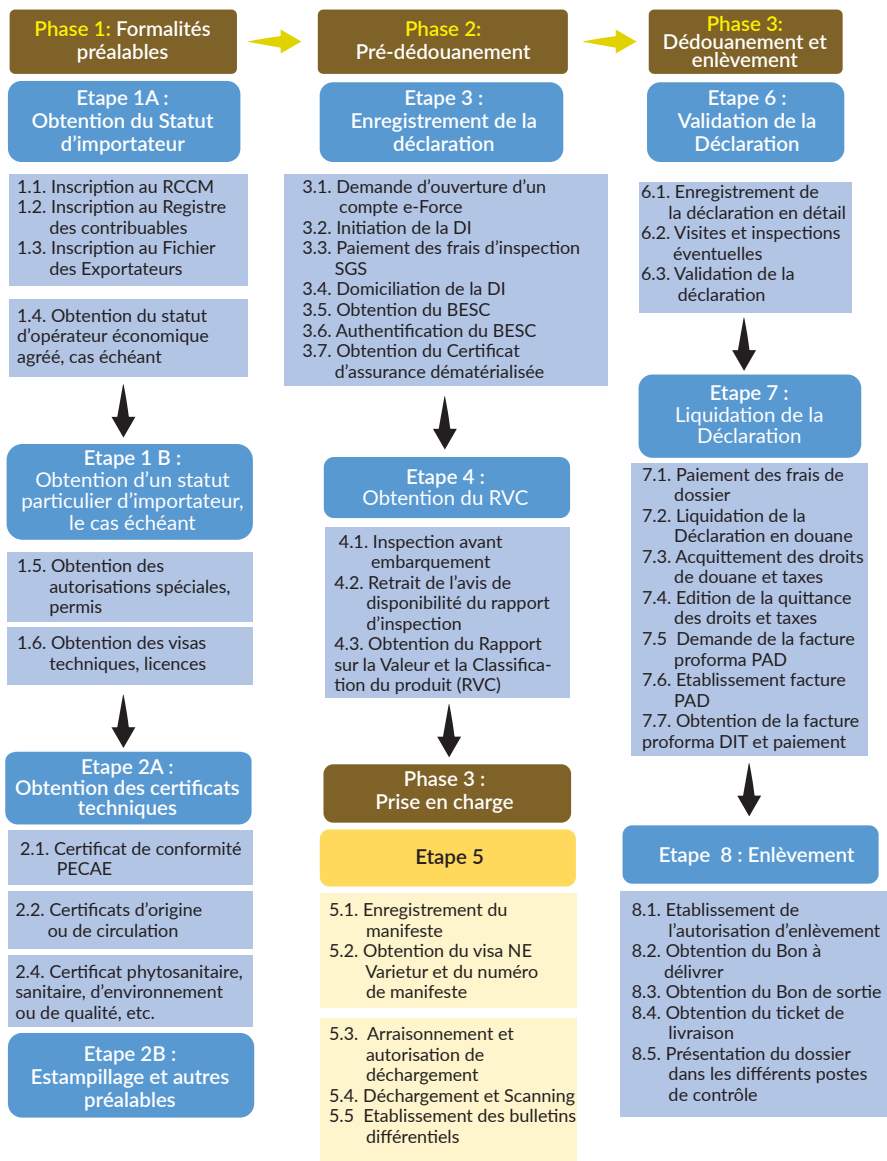 Phase 1: Formalités
préalables
Etape 1A :
Obtention du Statut
d'importateur
1.1. Inscription au RCCM
1.2. Inscription au Registre
des contribuables
1.3. Inscription au Fichier
des Exportateurs
1.4. Obtention du statut
d'opérateur économique
agréé, cas échéant
Etape 1 B :
Obtention d'un statut
particulier d'importateur,
le cas échéant
1.5. Obtention des
autorisations spéciales,
permis
1.6. Obtention des visas
techniques, licences
Etape 2A :
Obtention des certificats
techniques
2.1. Certificat de conformité
PECAE
2.2. Certificats d'origine
ou de circulation
2.4. Certificat phytosanitaire,
sanitaire, d'environnement
ou de qualité, etc.
Etape 2B :
Estampillage et autres
préalables
Phase 2:
Pré-dédouanement
Etape 3 :
Enregistrement de la
déclaration
3.1. Demande d'ouverture d'un
compte e-Force
3.2. Initiation de la DI
3.3. Paiement des frais d'inspection
SGS
3.4. Domiciliation de la DI
3.5. Obtention du BESC
3.6. Authentification du BESC
3.7. Obtention du Certificat
d'assurance dématérialisée
Etape 4 :
Obtention du RVC
4.1. Inspection avant
embarquement
4.2. Retrait de l'avis de
disponibilité du rapport
d'inspection
4.3. Obtention du Rapport
sur la Valeur et la Classifica-
tion du produit (RVC)
Phase 3 :
Prise en charge
Etape 5
5.1. Enregistrement du
manifeste
5.2. Obtention du visa NE
Varietur et du numéro
de manifeste
5.3. Arraisonnement et
autorisation de
déchargement
5.4. Déchargement et Scanning
5.5 Etablissement des bulletins
différentiels
Phase 3:
Dédouanement et
enlèvement
Etape 6 :
Validation de la
Déclaration
6.1. Enregistrement de
la déclaration en détail
6.2. Visites et inspections
éventuelles
6.3. Validation de la
déclaration
Etape 7 :
Liquidation de la
Déclaration
7.1. Paiement des frais de
dossier
7.2. Liquidation de la
Déclaration en douane
7.3. Acquittement des droits
de douane et taxes
7.4. Edition de la quittance
des droits et taxes
7.5 Demande de la facture
proforma PAD
7.6. Etablissement facture
PAD
7.7. Obtention de la facture
proforma DIT et paiement
Etape 8 : Enlèvement
8.1. Etablissement de
l'autorisation d'enlèvement
8.2. Obtention du Bon à
délivrer
8.3. Obtention du Bon de sortie
8.4. Obtention du ticket de
livraison
8.5. Présentation du dossier
dans les différents postes
de contrôle